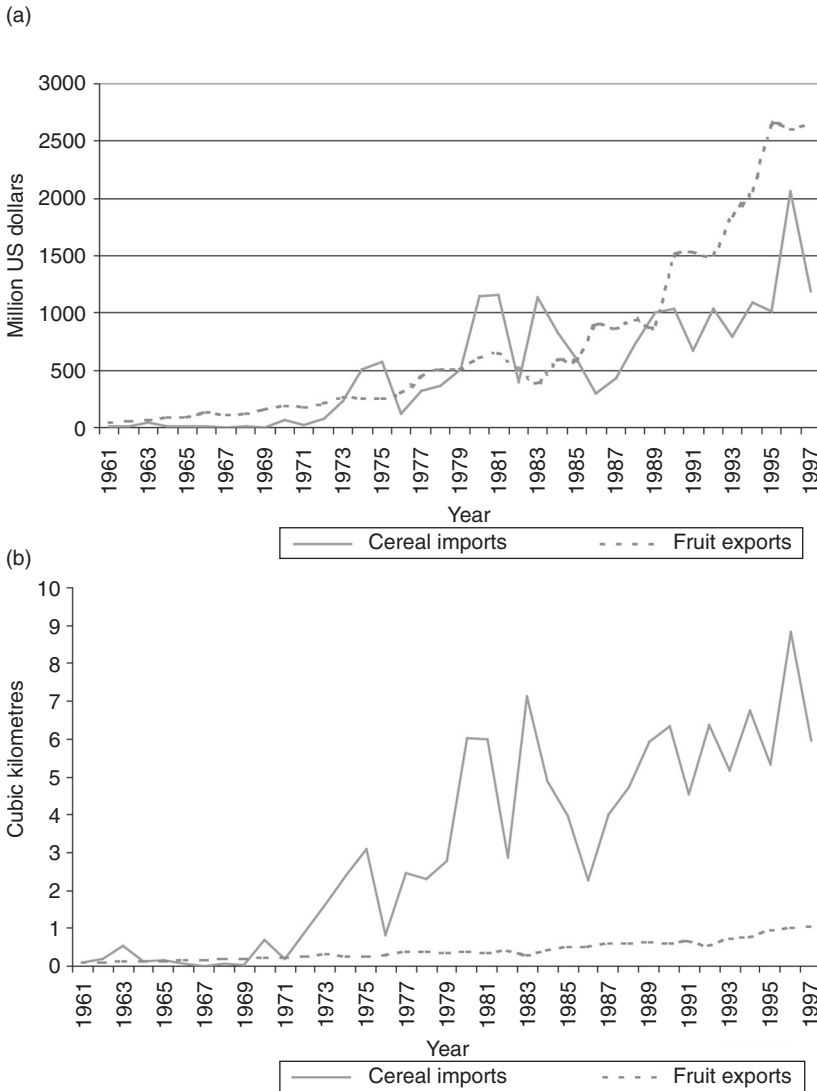 (a)
3000
2500
2000
1500
1000
500
0
Million US dollars
1961 1963 1965 1967 1969 1971 1973 1975 1977 1979 1981 1983 1985 1987 1989 1991 1993 1995 1997
Year
Cereal imports Fruit exports
(b)
10
9
8
7
6
5
4
3
2
1
0
Cubic kilometres
1961 1963 1965 1967 1969 1971 1973 1975 1977 1979 1981 1983 1985 1987 1989 1991 1993 1995 1997
Year
Cereal imports Fruit exports